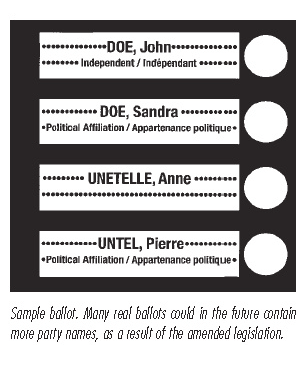 DOE, John
Independent / Indépendant
DOE, Sandra
•Political Affiliation / Appartenance politique•
UNETELLE, Anne
UNTEL, Pierre
•Political Affiliation / Appartenance politique•
Sample ballot. Many real ballots could in the future contain
more party names, as a result of the amended legislation.